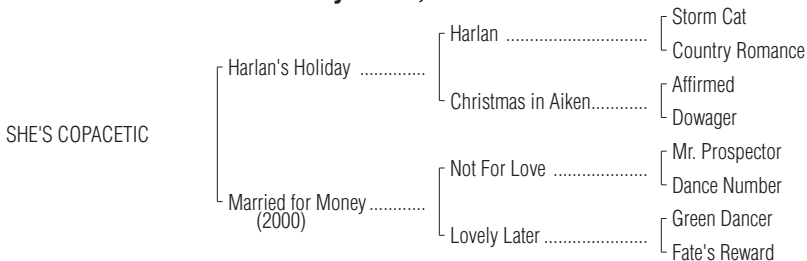 Storm Cat
Harlan ..............................
Country Romance
Harlan's Holiday ..............
Affirmed
Christmas in Aiken............
Dowager
SHE'S COPACETIC
Mr. Prospector
Not For Love ....................
Dance Number
Married for Money ............
(2000)
Green Dancer
Lovely Later ......................
Fate's Reward